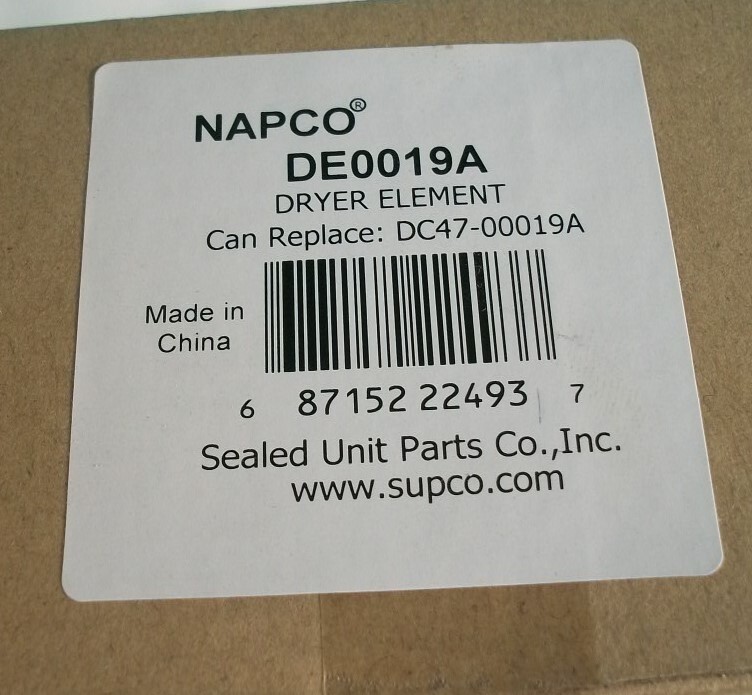 NAPCO®
DE0019A
DRYER ELEMENT
Can Replace: DC47-00019A
Made in
China
6 87152 22493 7
Sealed Unit Parts Co.,Inc.
www.supco.com